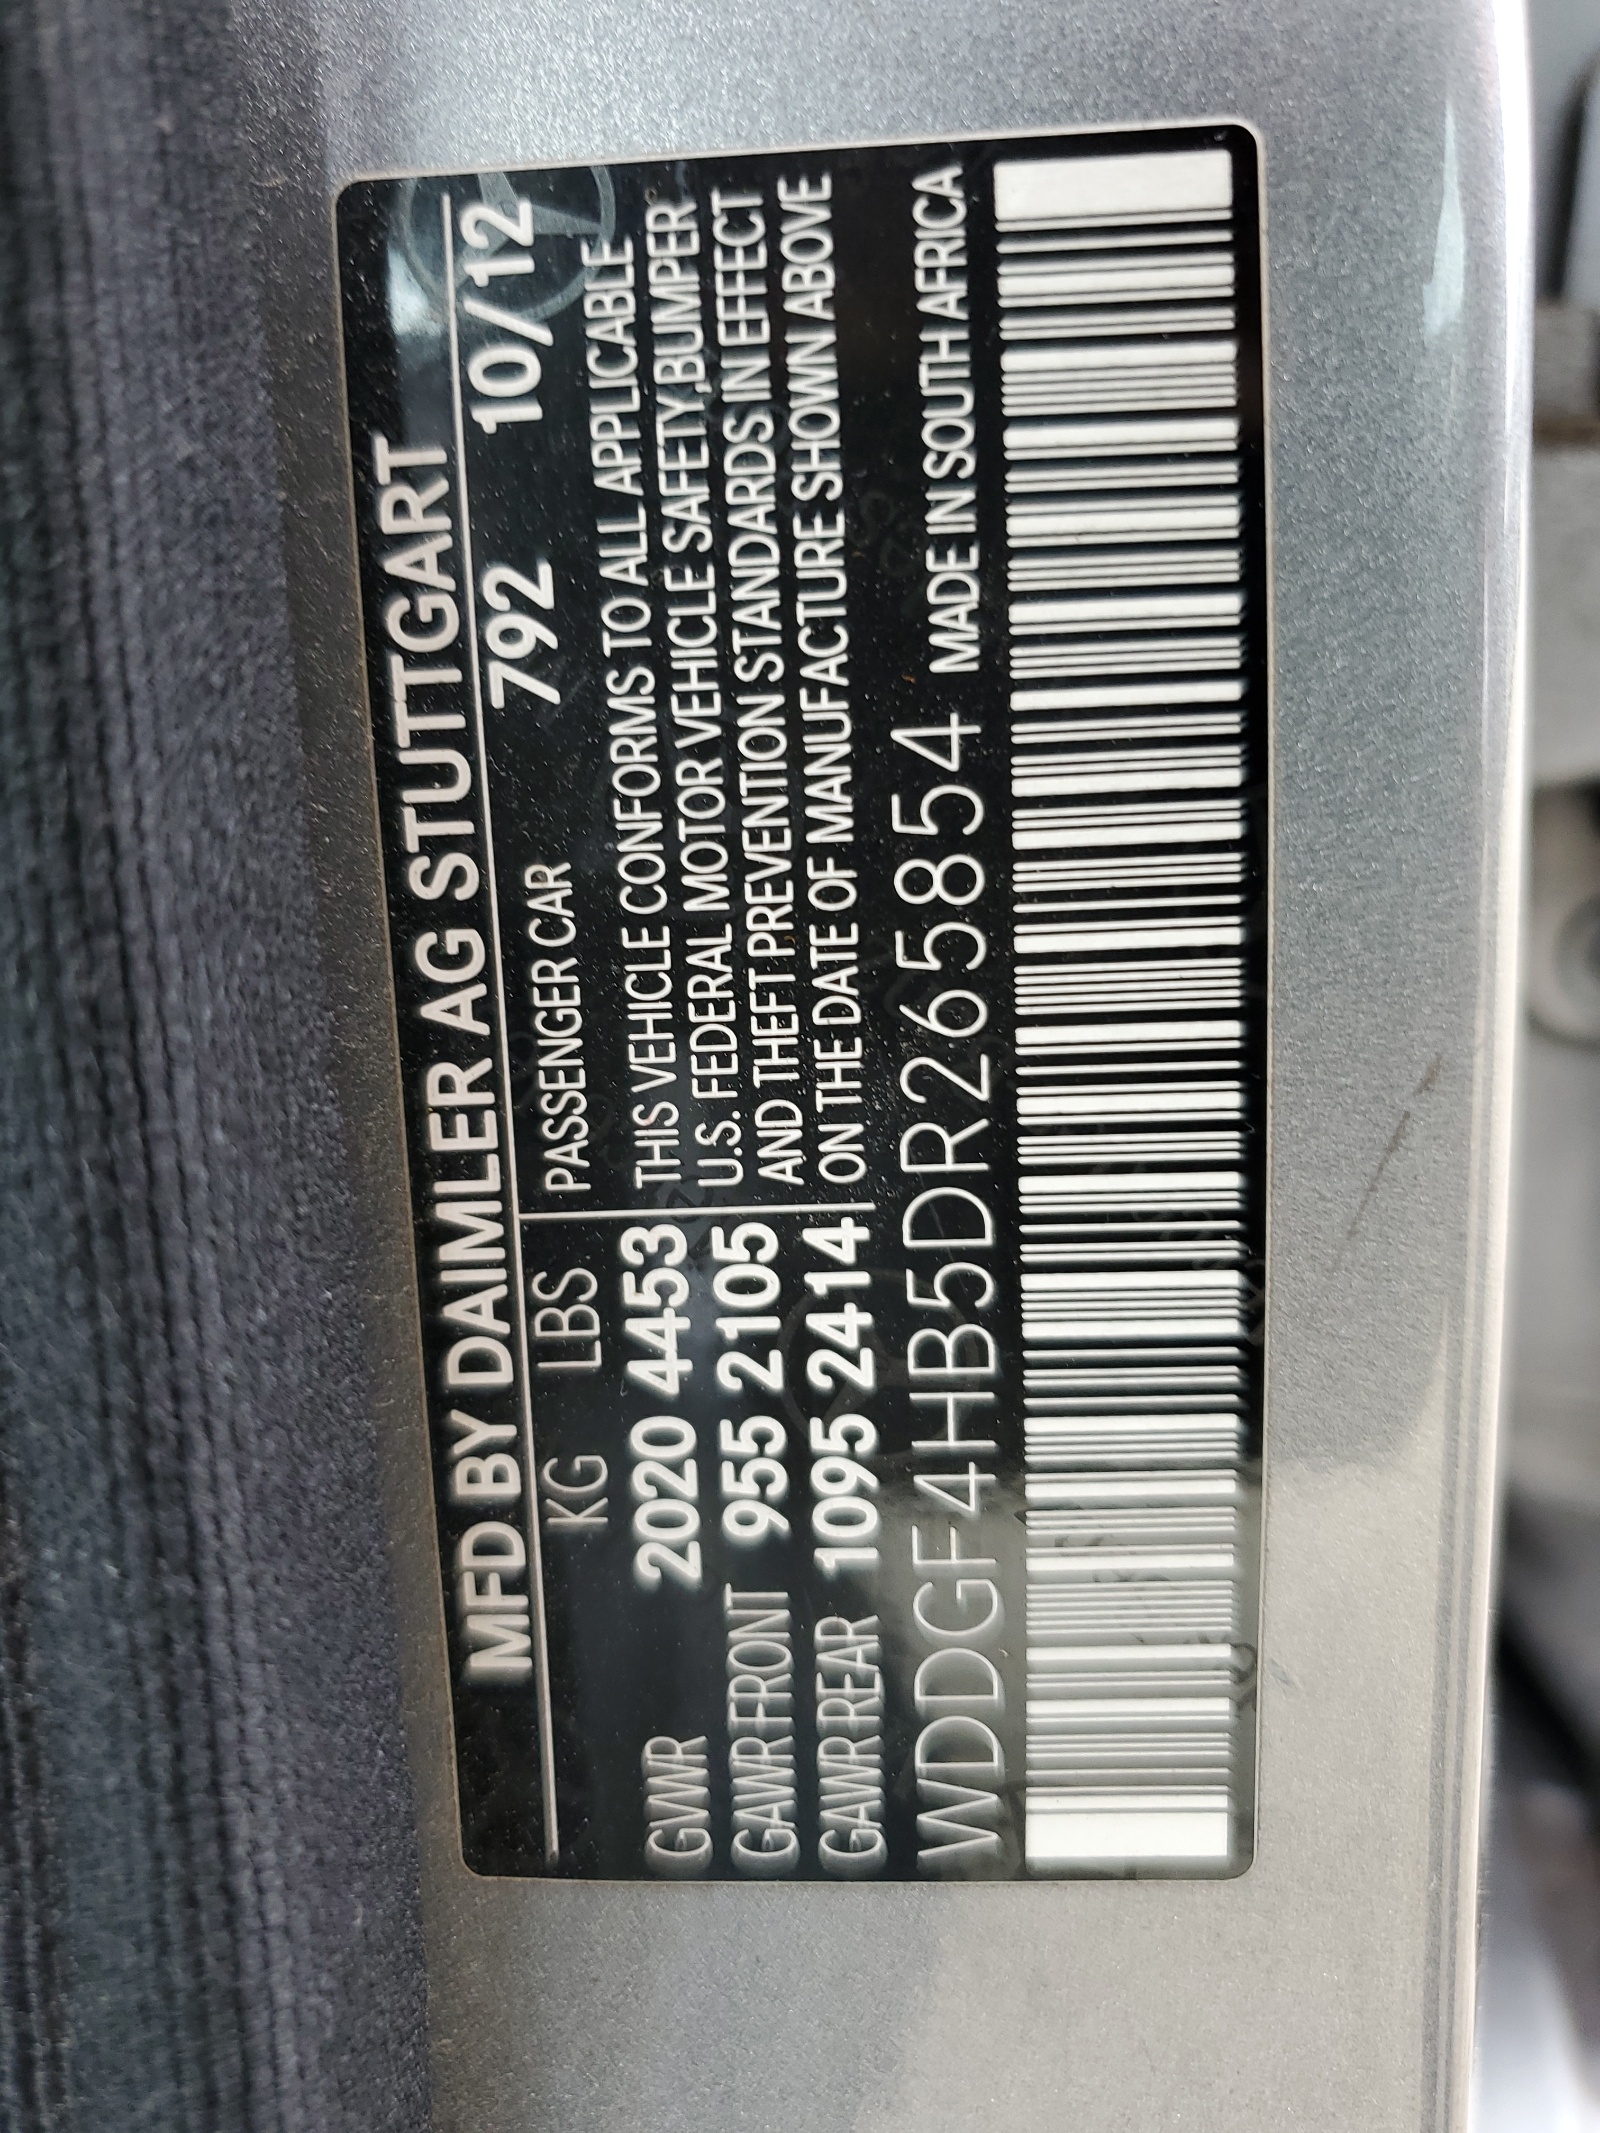 MFD BY DAIMLER AG STUTTGART
KG LBS PASSENGER CAR 792 10/12
GVWR 2020 4453 THIS VEHICLE CONFORMS TO ALL APPLICABLE
U.S. FEDERAL MOTOR VEHICLE SAFETY,BUMPER
GAWR FRONT 955 2105 AND THEFT PREVENTION STANDARDS IN EFFECT
GAWR REAR 1095 2414 ON THE DATE OF MANUFACTURE SHOWN ABOVE
WDDGF4HB5DR265854 MADE IN SOUTH AFRICA